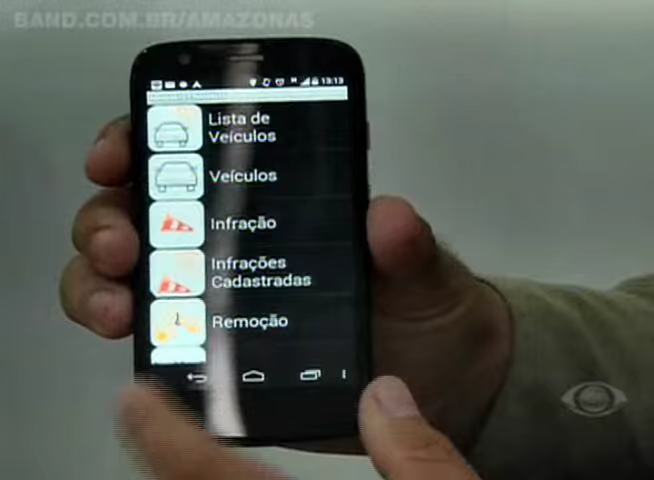 BAND.COM.BR/AMAZONAS
13:13
Lista de
Veículos
Veículos
Infração
Infrações
Cadastradas
Remoção